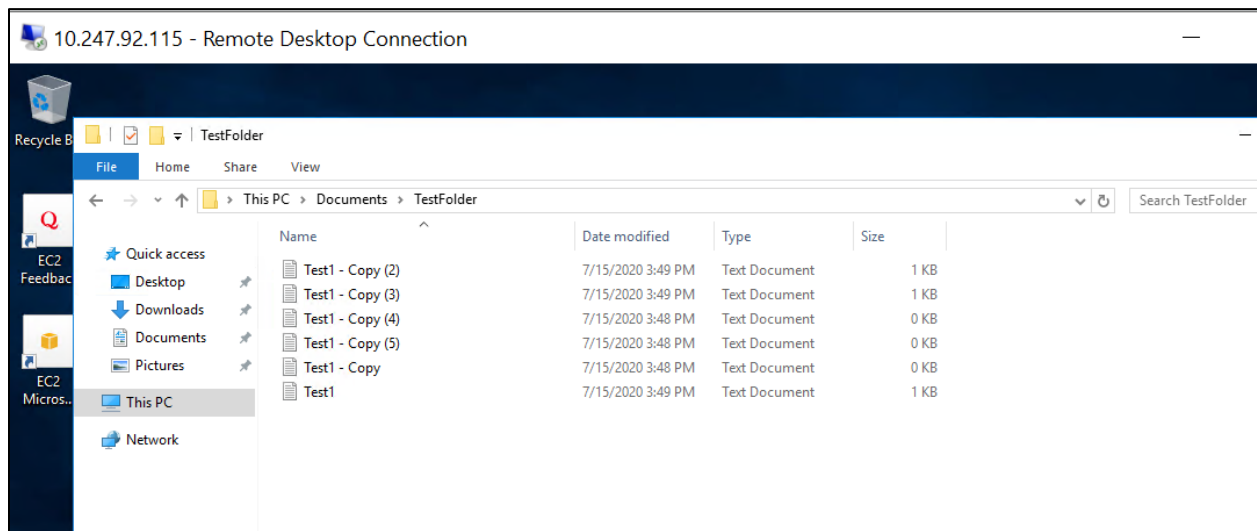 10.247.92.115 - Remote Desktop Connection
Recycle B
TestFolder
File Home Share View
This PC Documents TestFolder
Search TestFolder
Name Date modified Type Size
Quick access
Desktop
Downloads
Documents
Pictures
This PC
Network
Test1 - Copy (2) 7/15/2020 3:49 PM Text Document 1 KB
Test1 - Copy (3) 7/15/2020 3:49 PM Text Document 1 KB
Test1 - Copy (4) 7/15/2020 3:48 PM Text Document 0 KB
Test1 - Copy (5) 7/15/2020 3:48 PM Text Document 0 KB
Test1 - Copy 7/15/2020 3:48 PM Text Document 0 KB
Test1 7/15/2020 3:49 PM Text Document 1 KB
Q
EC2
Feedbac
EC2
Micros...